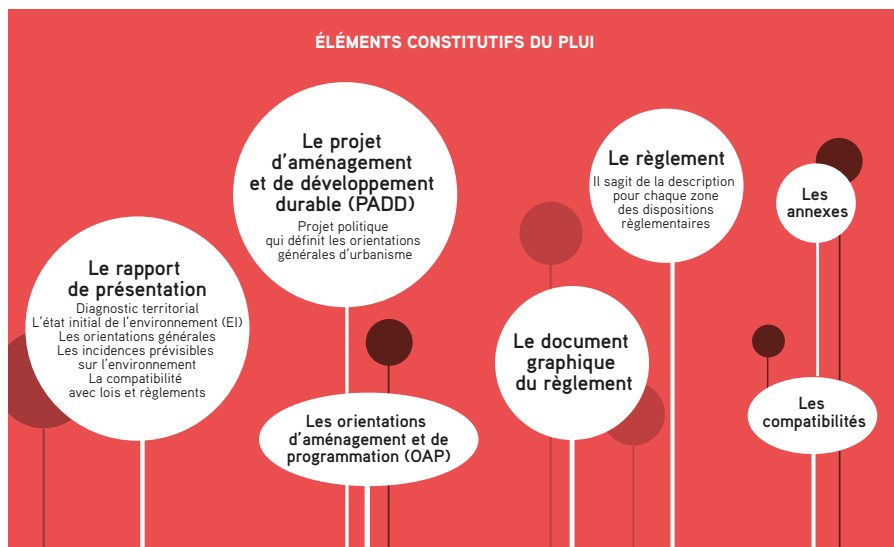 ÉLÉMENTS CONSTITUTIFS DU PLUI
Le rapport
de présentation
Diagnostic territorial
L'état initial de l'environnement (EI)
Les orientations générales
Les incidences prévisibles
sur l'environnement
La compatibilité
avec lois et règlements
Le projet
d'aménagement
et de développement
durable (PADD)
Projet politique
qui définit les orientations
générales d'urbanisme
Les orientations
d'aménagement et de
programmation (OAP)
Le document
graphique
du règlement
Le règlement
Il sagit de la description
pour chaque zone
des dispositions
règlementaires
Les
annexes
Les
compatibilités